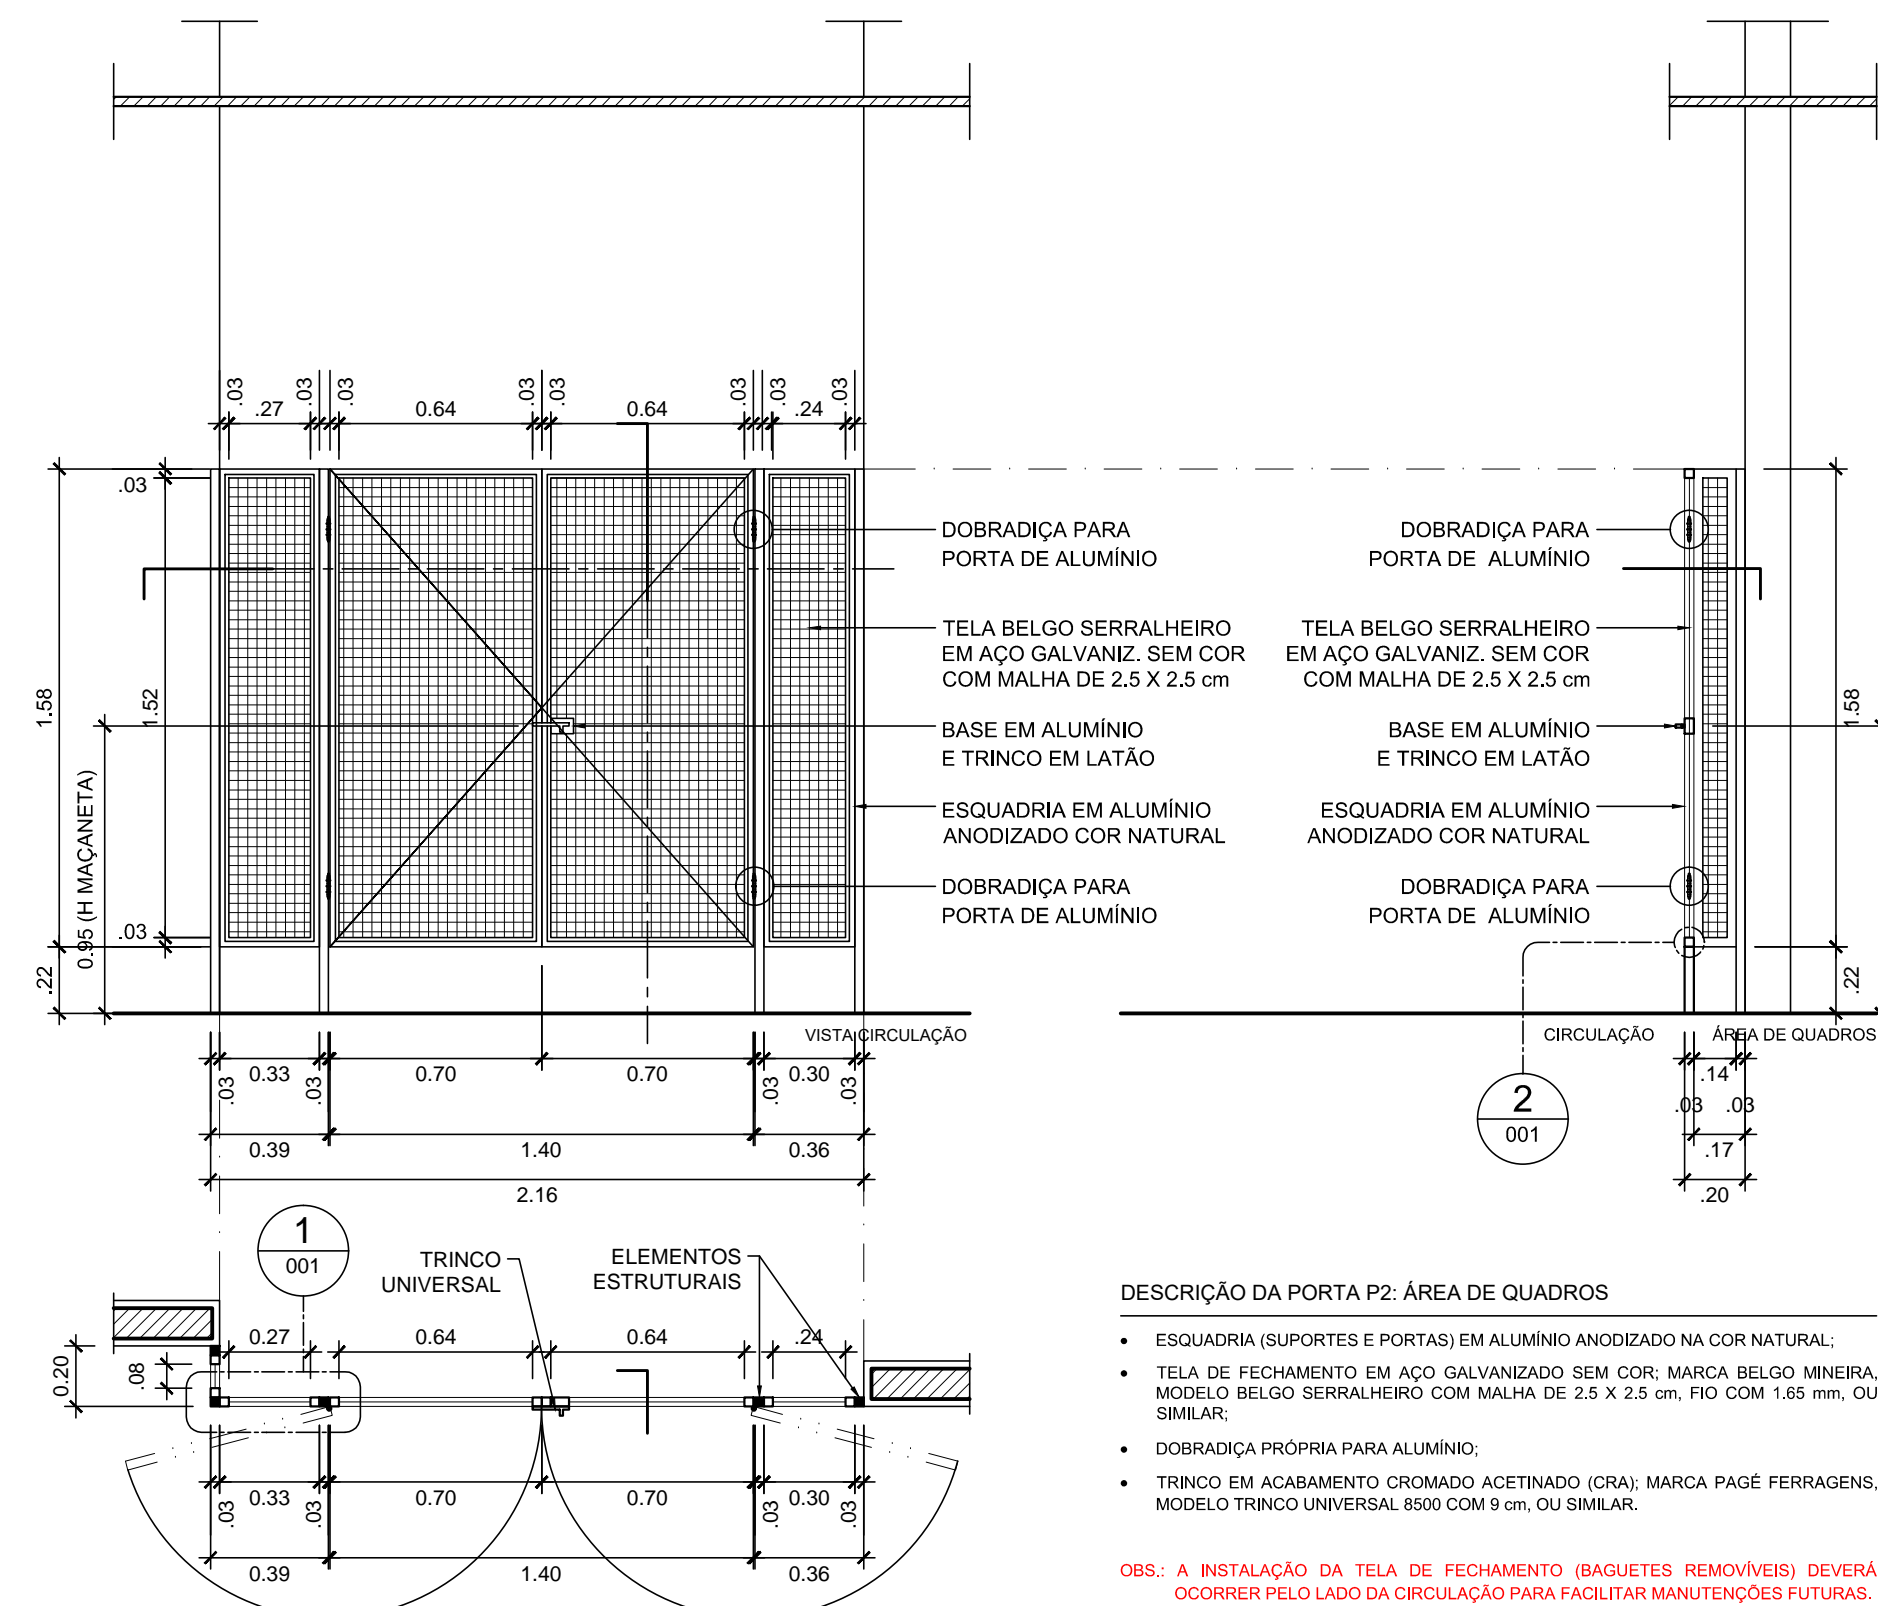 .03 .03 .03 .03 .03 .03 .03 .03
.27 0.64 0.64 .24
.03
1.58
1.52
0.95 (H MAÇANETA)
.03
.22
DOBRADIÇA PARA
PORTA DE ALUMÍNIO
TELA BELGO SERRALHEIRO
EM AÇO GALVANIZ. SEM COR
COM MALHA DE 2.5 X 2.5 cm
BASE EM ALUMÍNIO
E TRINCO EM LATÃO
ESQUADRIA EM ALUMÍNIO
ANODIZADO COR NATURAL
DOBRADIÇA PARA
PORTA DE ALUMÍNIO
DOBRADIÇA PARA
PORTA DE ALUMÍNIO
TELA BELGO SERRALHEIRO
EM AÇO GALVANIZ. SEM COR
COM MALHA DE 2.5 X 2.5 cm
BASE EM ALUMÍNIO
E TRINCO EM LATÃO
ESQUADRIA EM ALUMÍNIO
ANODIZADO COR NATURAL
DOBRADIÇA PARA
PORTA DE ALUMÍNIO
1.58
.22
VISTA CIRCULAÇÃO
CIRCULAÇÃO
ÁREA DE QUADROS
0.33 0.70 0.70 0.30
.03 .03 .03 .03
0.39 1.40 0.36
2.16
.14
.03 .03
.17
.20
2
001
1
001
TRINCO
UNIVERSAL
ELEMENTOS
ESTRUTURAIS
0.27 0.64 0.64 .24
0.20
.08
0.33 0.70 0.70 0.30
.03 .03 .03 .03
0.39 1.40 0.36
DESCRIÇÃO DA PORTA P2: ÁREA DE QUADROS
• ESQUADRIA (SUPORTES E PORTAS) EM ALUMÍNIO ANODIZADO NA COR NATURAL;
• TELA DE FECHAMENTO EM AÇO GALVANIZADO SEM COR; MARCA BELGO MINEIRA,
MODELO BELGO SERRALHEIRO COM MALHA DE 2.5 X 2.5 cm, FIO COM 1.65 mm, OU
SIMILAR;
• DOBRADIÇA PRÓPRIA PARA ALUMÍNIO;
• TRINCO EM ACABAMENTO CROMADO ACETINADO (CRA); MARCA PAGÉ FERRAGENS,
MODELO TRINCO UNIVERSAL 8500 COM 9 cm, OU SIMILAR.
OBS.: A INSTALAÇÃO DA TELA DE FECHAMENTO (BAGUETES REMOVÍVEIS) DEVERÁ
OCORRER PELO LADO DA CIRCULAÇÃO PARA FACILITAR MANUTENÇÕES FUTURAS.